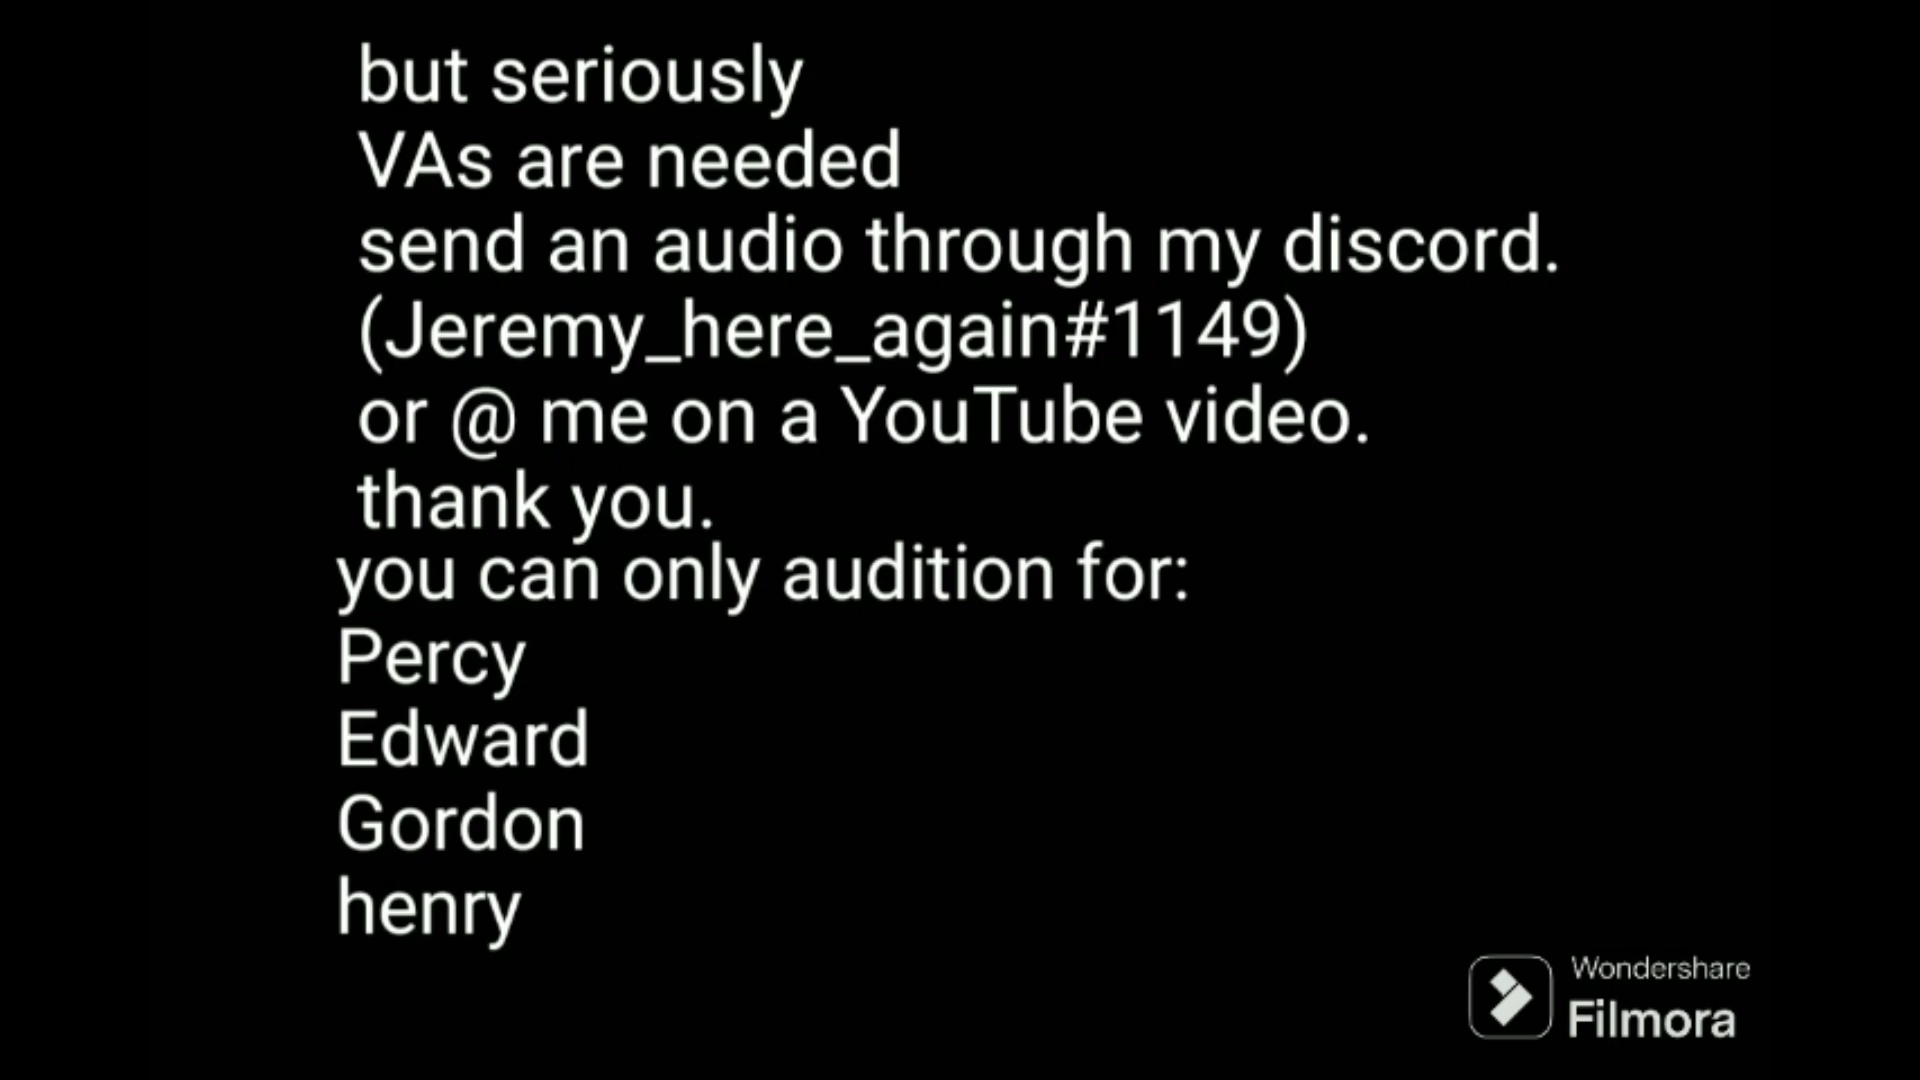 but seriously
VAs are needed
send an audio through my discord.
(Jeremy_here_again#1149)
or @ me on a YouTube video.
thank you.
you can only audition for:
Percy
Edward
Gordon
henry
Wondershare
Filmora